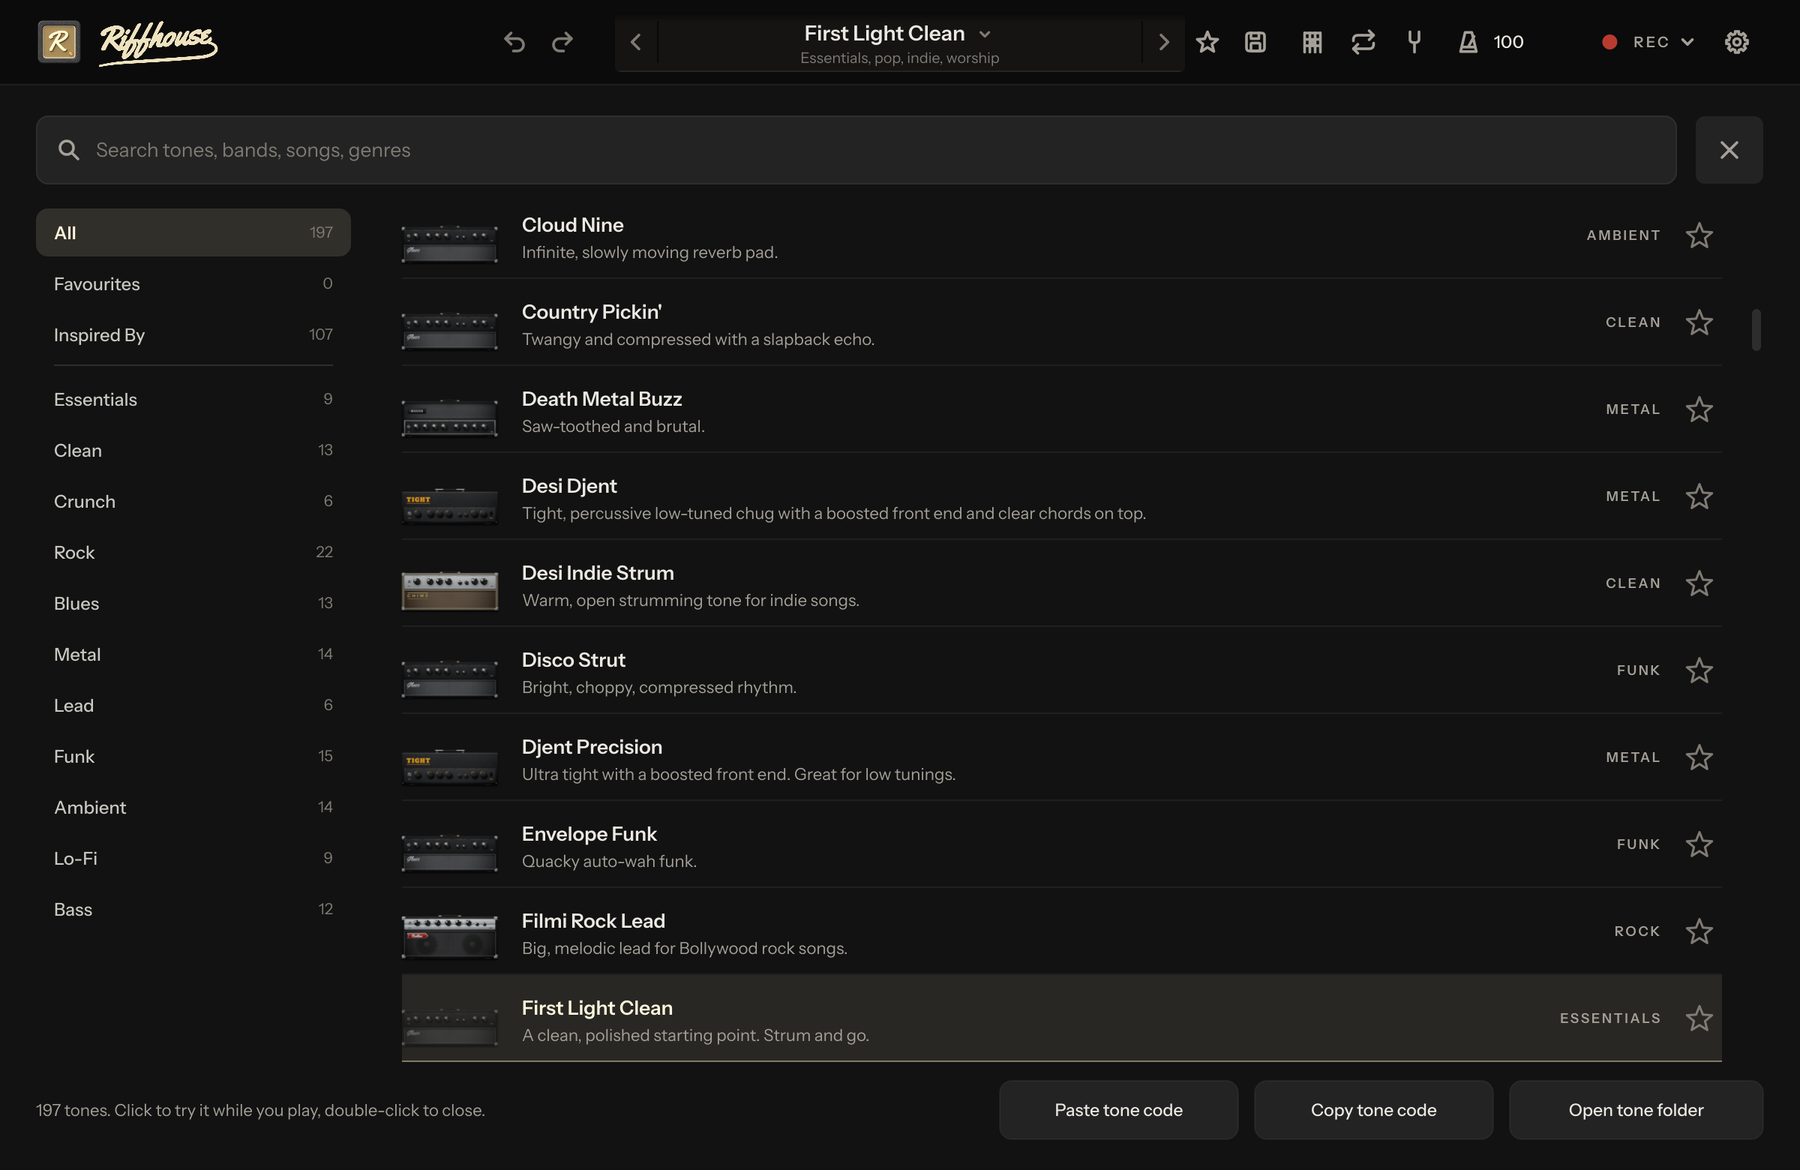 R Riffhouse
First Light Clean
Essentials, pop, indie, worship
100
REC
Search tones, bands, songs, genres
All 197
Favourites 0
Inspired By 107
Essentials 9
Clean 13
Crunch 6
Rock 22
Blues 13
Metal 14
Lead 6
Funk 15
Ambient 14
Lo-Fi 9
Bass 12
Cloud Nine
Infinite, slowly moving reverb pad.
AMBIENT
Country Pickin'
Twangy and compressed with a slapback echo.
CLEAN
Death Metal Buzz
Saw-toothed and brutal.
METAL
TIGHT
Desi Djent
Tight, percussive low-tuned chug with a boosted front end and clear chords on top.
METAL
Desi Indie Strum
Warm, open strumming tone for indie songs.
CLEAN
Disco Strut
Bright, choppy, compressed rhythm.
FUNK
TIGHT
Djent Precision
Ultra tight with a boosted front end. Great for low tunings.
METAL
Envelope Funk
Quacky auto-wah funk.
FUNK
Filmi Rock Lead
Big, melodic lead for Bollywood rock songs.
ROCK
First Light Clean
A clean, polished starting point. Strum and go.
ESSENTIALS
197 tones. Click to try it while you play, double-click to close.
Paste tone code
Copy tone code
Open tone folder